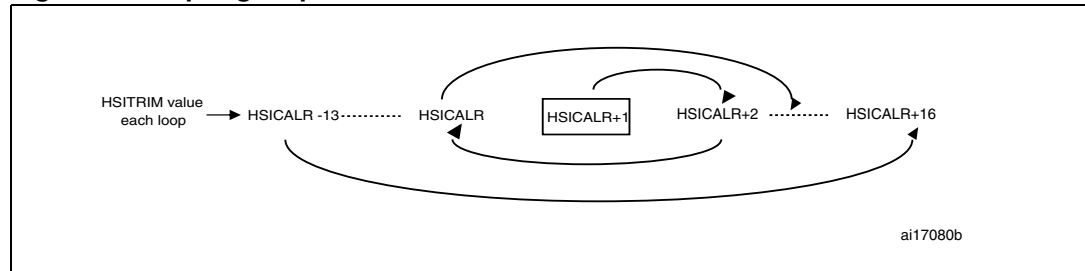 HSITRIM value
each loop
HSICALR -13
HSICALR
HSICALR+1
HSICALR+2
HSICALR+16
ai17080b